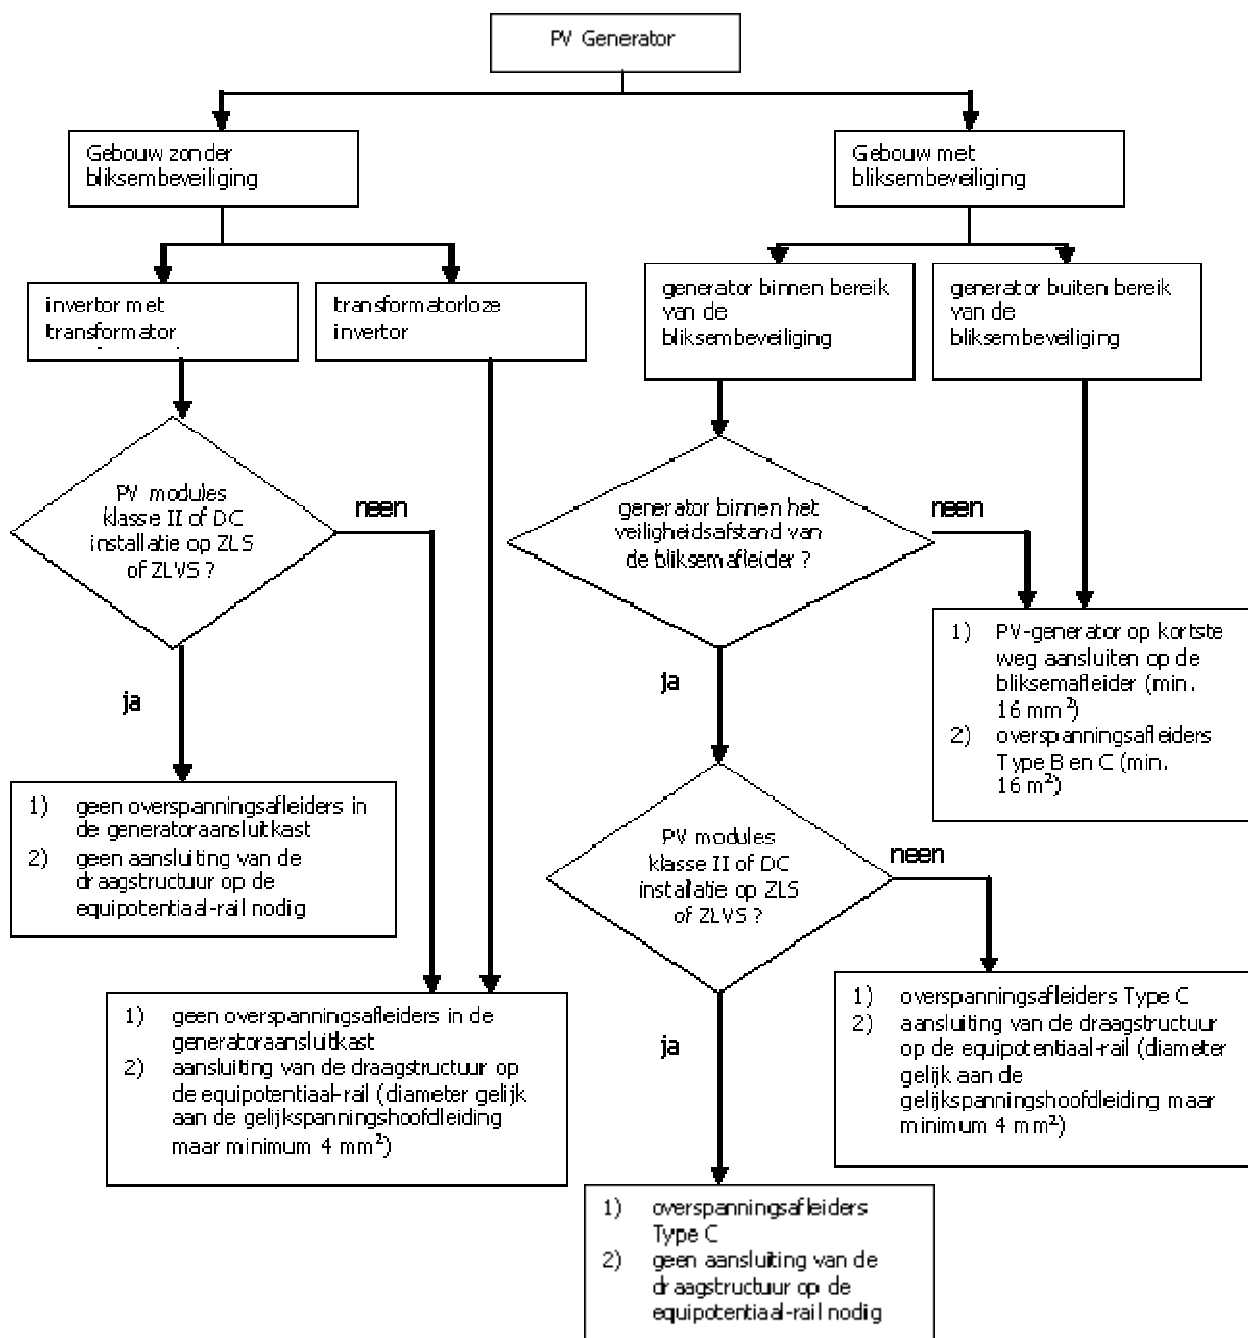 PV Generator
Gebouw zonder
bliksembeveiliging
Gebouw met
bliksembeveiliging
invertor met
transformator
transformatorloze
invertor
generator binnen bereik
van de
bliksembeveiliging
generator buiten bereik
van de
bliksembeveiliging
PV modules
klasse II of DC
installatie op ZLS
of ZLVS ?
neen
generator binnen het
veiligheidsafstand van
de bliksemafleider ?
neen
ja
ja
1) PV-generator op kortste
weg aansluiten op de
bliksemafleider (min.
16 mm²)
2) overspanningsafleiders
Type B en C (min.
16 m²)
1) geen overspanningsafleiders in
de generatoraansluitkast
2) geen aansluiting van de
draagstructuur op de
equipotentiaal-rail nodig
PV modules
klasse II of DC
installatie op ZLS
of ZLVS ?
neen
ja
1) geen overspanningsafleiders in de
generatoraansluitkast
2) aansluiting van de draagstructuur op
de equipotentiaal-rail (diameter gelijk
aan de gelijkspanningshoofdleiding
maar minimum 4 mm²)
1) overspanningsafleiders Type C
2) aansluiting van de draagstructuur
op de equipotentiaal-rail (diameter
gelijk aan de
gelijkspanningshoofdleiding maar
minimum 4 mm²)
1) overspanningsafleiders
Type C
2) geen aansluiting van de
draagstructuur op de
equipotentiaal-rail nodig